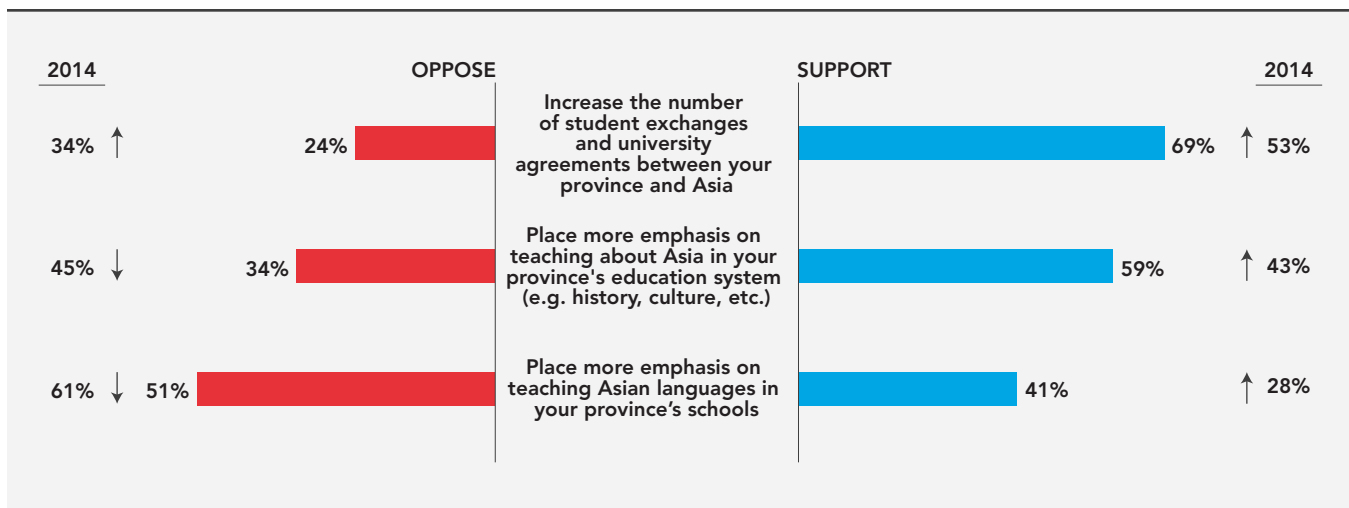 2014 OPPOSE SUPPORT 2014
Increase the number
of student exchanges
and university
agreements between your
province and Asia
34% ↑ 24% 69% ↑ 53%
Place more emphasis on
teaching about Asia in your
province's education system
(e.g. history, culture, etc.)
45% ↓ 34% 59% ↑ 43%
Place more emphasis on
teaching Asian languages in
your province’s schools
61% ↓ 51% 41% ↑ 28%